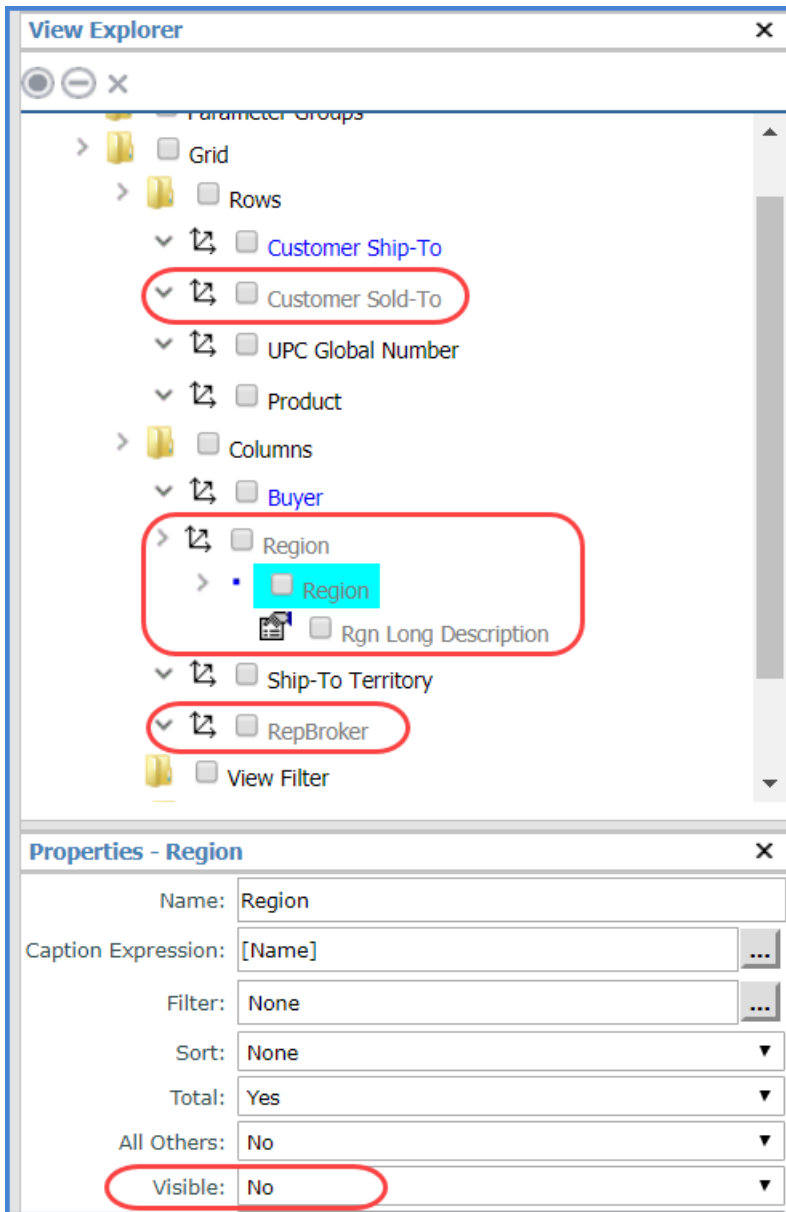 View Explorer
Parameter Groups
Grid
Rows
Customer Ship-To
Customer Sold-To
UPC Global Number
Product
Columns
Buyer
Region
Region
Rgn Long Description
Ship-To Territory
RepBroker
View Filter
Properties - Region
Name: Region
Caption Expression: [Name] ...
Filter: None ...
Sort: None
Total: Yes
All Others: No
Visible: No